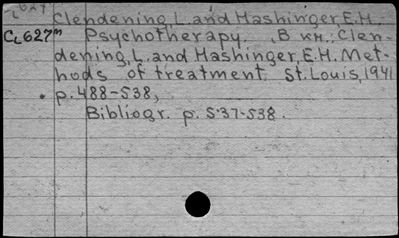 Clendening, L. and Hashinger, E.H.
CL627m Psychotherapy. В кн.: Clen-
dening, L. and Hashinger, E.H. Met-
hods of treatment. St. Louis, 1941
p. 488-538,
Bibliogr. p. 537-538.